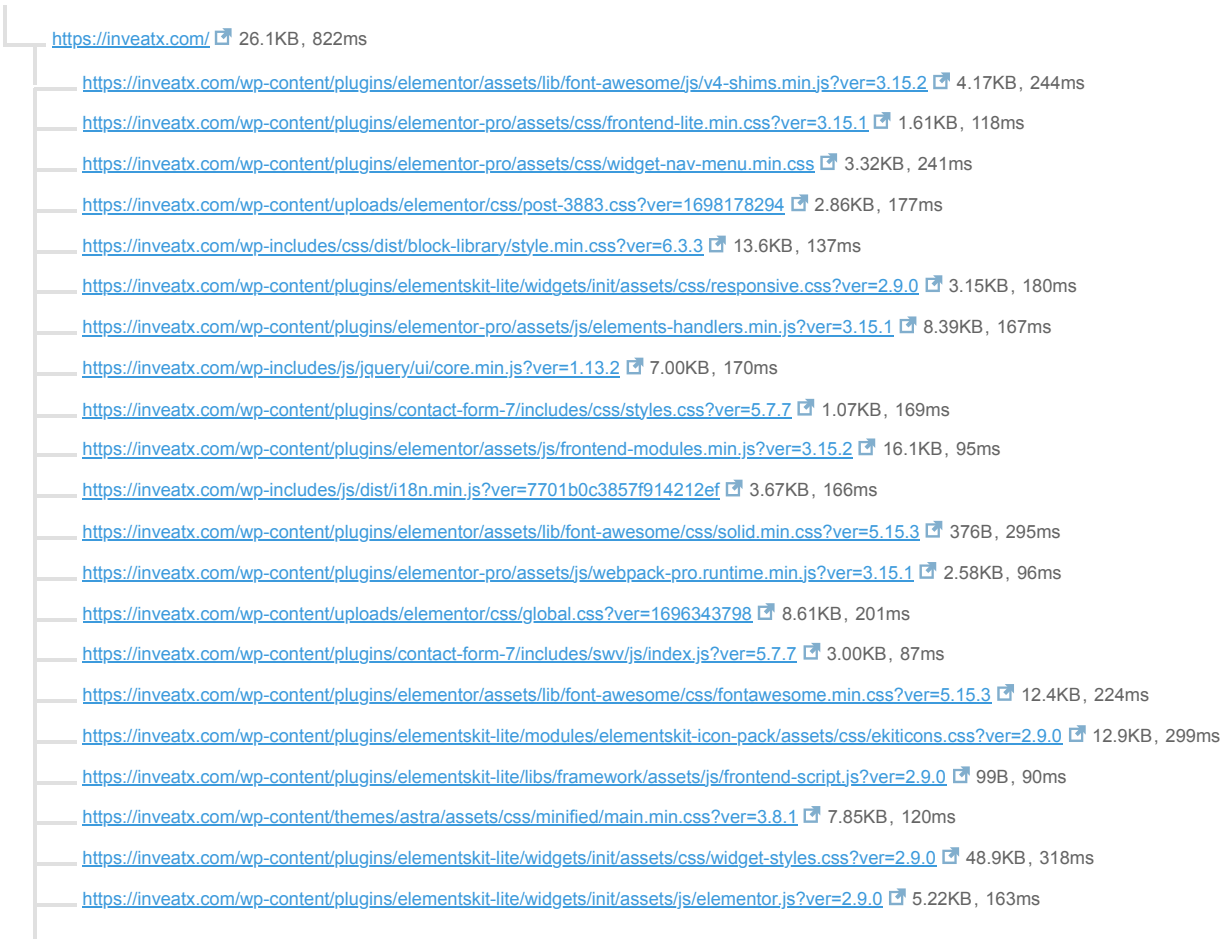 https://inveatx.com/ 26.1KB, 822ms
https://inveatx.com/wp-content/plugins/elementor/assets/lib/font-awesome/js/v4-shims.min.js?ver=3.15.2 4.17KB, 244ms
https://inveatx.com/wp-content/plugins/elementor-pro/assets/css/frontend-lite.min.css?ver=3.15.1 1.61KB, 118ms
https://inveatx.com/wp-content/plugins/elementor-pro/assets/css/widget-nav-menu.min.css 3.32KB, 241ms
https://inveatx.com/wp-content/uploads/elementor/css/post-3883.css?ver=1698178294 2.86KB, 177ms
https://inveatx.com/wp-includes/css/dist/block-library/style.min.css?ver=6.3.3 13.6KB, 137ms
https://inveatx.com/wp-content/plugins/elementskit-lite/widgets/init/assets/css/responsive.css?ver=2.9.0 3.15KB, 180ms
https://inveatx.com/wp-content/plugins/elementor-pro/assets/js/elements-handlers.min.js?ver=3.15.1 8.39KB, 167ms
https://inveatx.com/wp-includes/js/jquery/ui/core.min.js?ver=1.13.2 7.00KB, 170ms
https://inveatx.com/wp-content/plugins/contact-form-7/includes/css/styles.css?ver=5.7.7 1.07KB, 169ms
https://inveatx.com/wp-content/plugins/elementor/assets/js/frontend-modules.min.js?ver=3.15.2 16.1KB, 95ms
https://inveatx.com/wp-includes/js/dist/i18n.min.js?ver=7701b0c3857f914212ef 3.67KB, 166ms
https://inveatx.com/wp-content/plugins/elementor/assets/lib/font-awesome/css/solid.min.css?ver=5.15.3 376B, 295ms
https://inveatx.com/wp-content/plugins/elementor-pro/assets/js/webpack-pro.runtime.min.js?ver=3.15.1 2.58KB, 96ms
https://inveatx.com/wp-content/uploads/elementor/css/global.css?ver=1696343798 8.61KB, 201ms
https://inveatx.com/wp-content/plugins/contact-form-7/includes/swv/js/index.js?ver=5.7.7 3.00KB, 87ms
https://inveatx.com/wp-content/plugins/elementor/assets/lib/font-awesome/css/fontawesome.min.css?ver=5.15.3 12.4KB, 224ms
https://inveatx.com/wp-content/plugins/elementskit-lite/modules/elementskit-icon-pack/assets/css/ekiticons.css?ver=2.9.0 12.9KB, 299ms
https://inveatx.com/wp-content/plugins/elementskit-lite/libs/framework/assets/js/frontend-script.js?ver=2.9.0 99B, 90ms
https://inveatx.com/wp-content/themes/astra/assets/css/minified/main.min.css?ver=3.8.1 7.85KB, 120ms
https://inveatx.com/wp-content/plugins/elementskit-lite/widgets/init/assets/css/widget-styles.css?ver=2.9.0 48.9KB, 318ms
https://inveatx.com/wp-content/plugins/elementskit-lite/widgets/init/assets/js/elementor.js?ver=2.9.0 5.22KB, 163ms